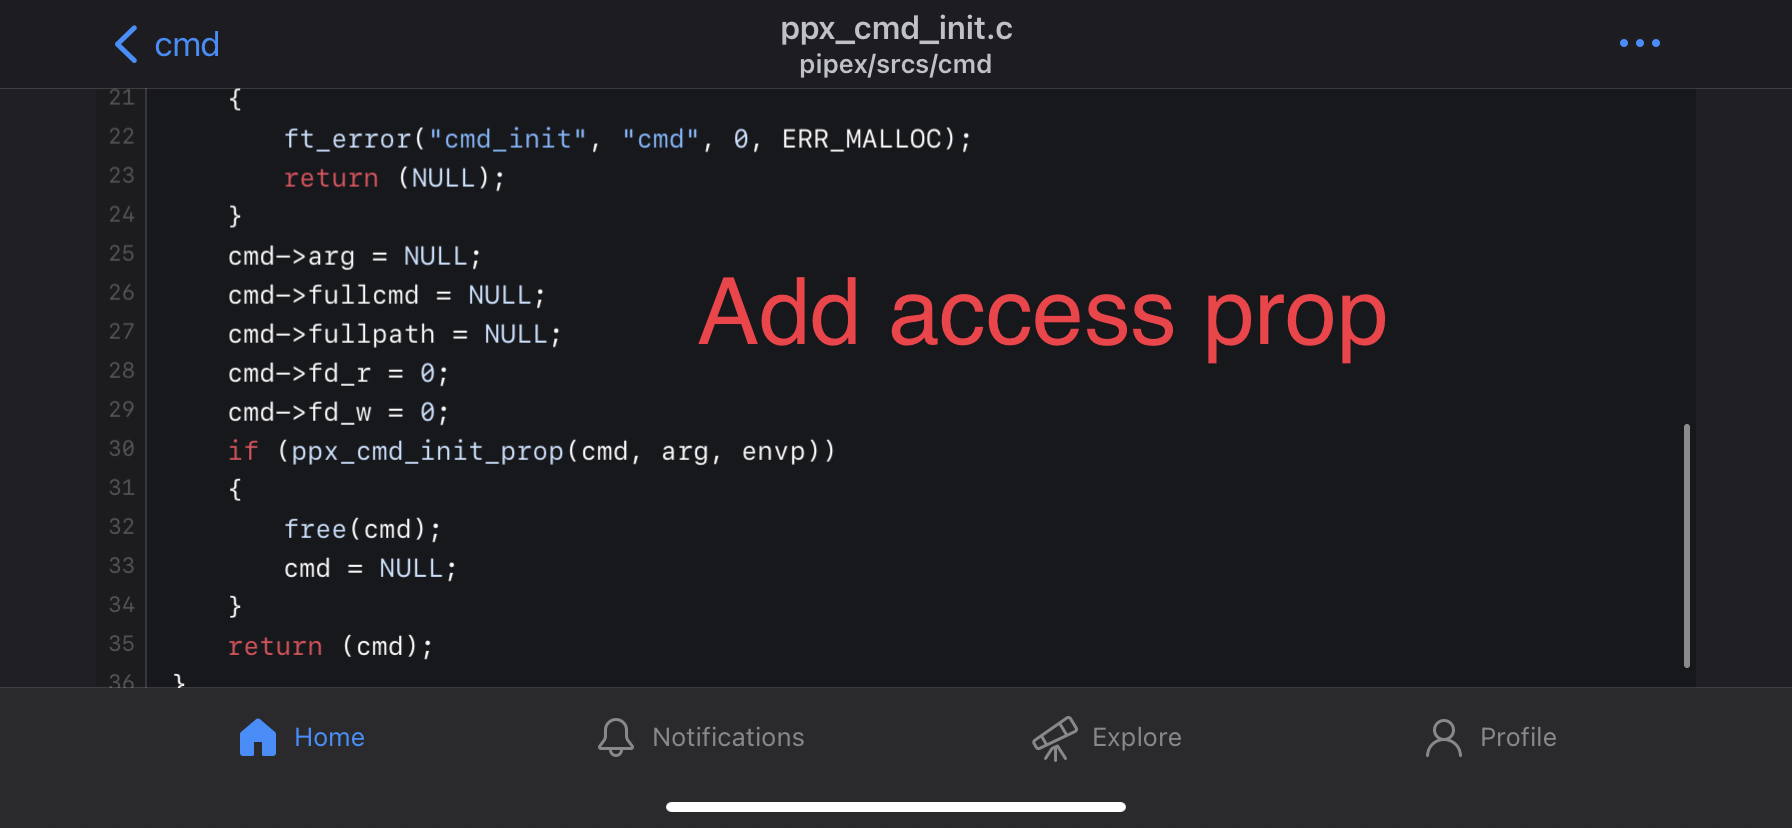 cmd
ppx_cmd_init.c
pipex/srcs/cmd
21 {
22 ft_error("cmd_init", "cmd", 0, ERR_MALLOC);
23 return (NULL);
24 }
25 cmd->arg = NULL;
26 cmd->fullcmd = NULL;
27 cmd->fullpath = NULL;
28 cmd->fd_r = 0;
29 cmd->fd_w = 0;
30 if (ppx_cmd_init_prop(cmd, arg, envp))
31 {
32 free(cmd);
33 cmd = NULL;
34 }
35 return (cmd);
36 }
Add access prop
Home
Notifications
Explore
Profile